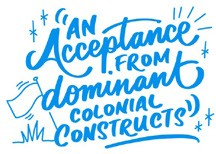 "AN
Acceptance
FROM
dominant
COLONIAL
CONSTRUCTS"